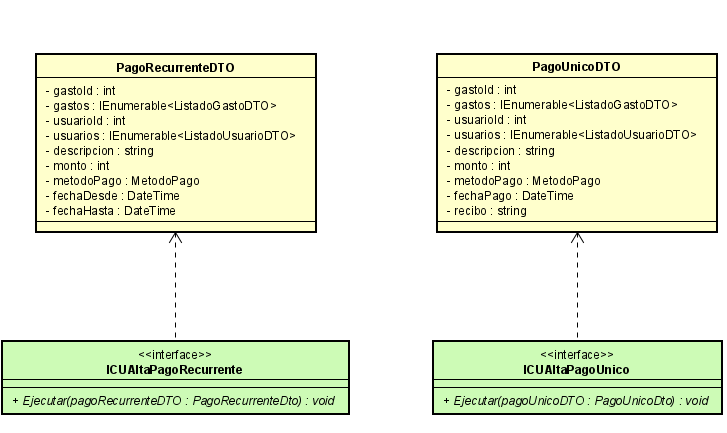 PagoRecurrenteDTO
- gastoId : int
- gastos : IEnumerable<ListadoGastoDTO>
- usuarioId : int
- usuarios : IEnumerable<ListadoUsuarioDTO>
- descripcion : string
- monto : int
- metodoPago : MetodoPago
- fechaDesde : DateTime
- fechaHasta : DateTime
PagoUnicoDTO
- gastoId : int
- gastos : IEnumerable<ListadoGastoDTO>
- usuarioId : int
- usuarios : IEnumerable<ListadoUsuarioDTO>
- descripcion : string
- monto : int
- metodoPago : MetodoPago
- fechaPago : DateTime
- recibo : string
<<interface>>
ICUAltaPagoRecurrente
+ Ejecutar(pagoRecurrenteDTO : PagoRecurrenteDto) : void
<<interface>>
ICUAltaPagoUnico
+ Ejecutar(pagoUnicoDTO : PagoUnicoDto) : void